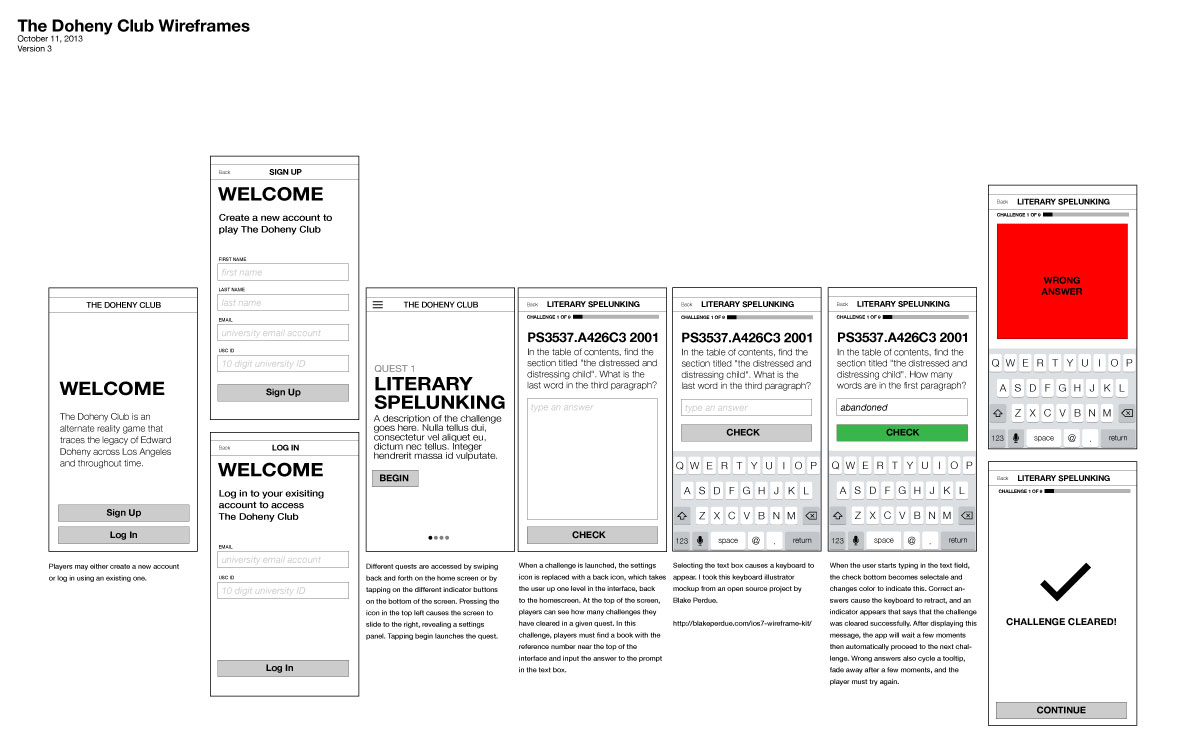 The Doheny Club Wireframes
October 11, 2013
Version 3
THE DOHENY CLUB
WELCOME
The Doheny Club is an
alternate reality game that
traces the legacy of Edward
Doheny across Los Angeles
and throughout time.
Sign Up
Log In
Players may either create a new account
or log in using an existing one.
Back SIGN UP
WELCOME
Create a new account to
play The Doheny Club
FIRST NAME
first name
LAST NAME
last name
EMAIL
university email account
USC ID
10 digit university ID
Sign Up
Back LOG IN
WELCOME
Log in to your exisiting
account to access
The Doheny Club
EMAIL
university email account
USC ID
10 digit university ID
Log In
THE DOHENY CLUB
QUEST 1
LITERARY
SPELUNKING
A description of the challenge
goes here. Nulla tellus dui,
consectetur vel aliquet eu,
dictum nec tellus. Integer
hendrerit massa id vulputate.
BEGIN
Different quests are accessed by swiping
back and forth on the home screen or by
tapping on the different indicator buttons
on the bottom of the screen. Pressing the
icon in the top left causes the screen to
slide to the right, revealing a settings
panel. Tapping begin launches the quest.
Back LITERARY SPELUNKING
CHALLENGE 1 OF 9
PS3537.A426C3 2001
In the table of contents, find the
section titled "the distressed and
distressing child". What is the
last word in the third paragraph?
type an answer
CHECK
When a challenge is launched, the settings
icon is replaced with a back icon, which takes
the user up one level in the interface, back
to the homescreen. At the top of the screen,
players can see how many challenges they
have cleared in a given quest. In this
challenge, players must find a book with the
reference number near the top of the
interface and input the answer to the prompt
in the text box.
Back LITERARY SPELUNKING
CHALLENGE 1 OF 9
PS3537.A426C3 2001
In the table of contents, find the
section titled "the distressed and
distressing child". What is the
last word in the third paragraph?
type an answer
CHECK
Q W E R T Y U I O P
A S D F G H J K L
Z X C V B N M
123 space @ . return
Selecting the text box causes a keyboard to
appear. I took this keyboard illustrator
mockup from an open source project by
Blake Perdue.
http://blakeperdue.com/ios7-wireframe-kit/
Back LITERARY SPELUNKING
CHALLENGE 1 OF 9
PS3537.A426C3 2001
In the table of contents, find the
section titled "the distressed and
distressing child". How many
words are in the first paragraph?
abandoned
CHECK
Q W E R T Y U I O P
A S D F G H J K L
Z X C V B N M
123 space @ . return
When the user starts typing in the text field,
the check bottom becomes selectale and
changes color to indicate this. Correct an-
swers cause the keyboard to retract, and an
indicator appears that says that the challenge
was cleared successfully. After displaying this
message, the app will wait a few moments
then automatically proceed to the next chal-
lenge. Wrong answers also cycle a tooltip,
fade away after a few moments, and the
player must try again.
Back LITERARY SPELUNKING
CHALLENGE 1 OF 9
WRONG
ANSWER
Q W E R T Y U I O P
A S D F G H J K L
Z X C V B N M
123 space @ . return
Back LITERARY SPELUNKING
CHALLENGE 1 OF 9
CHALLENGE CLEARED!
CONTINUE